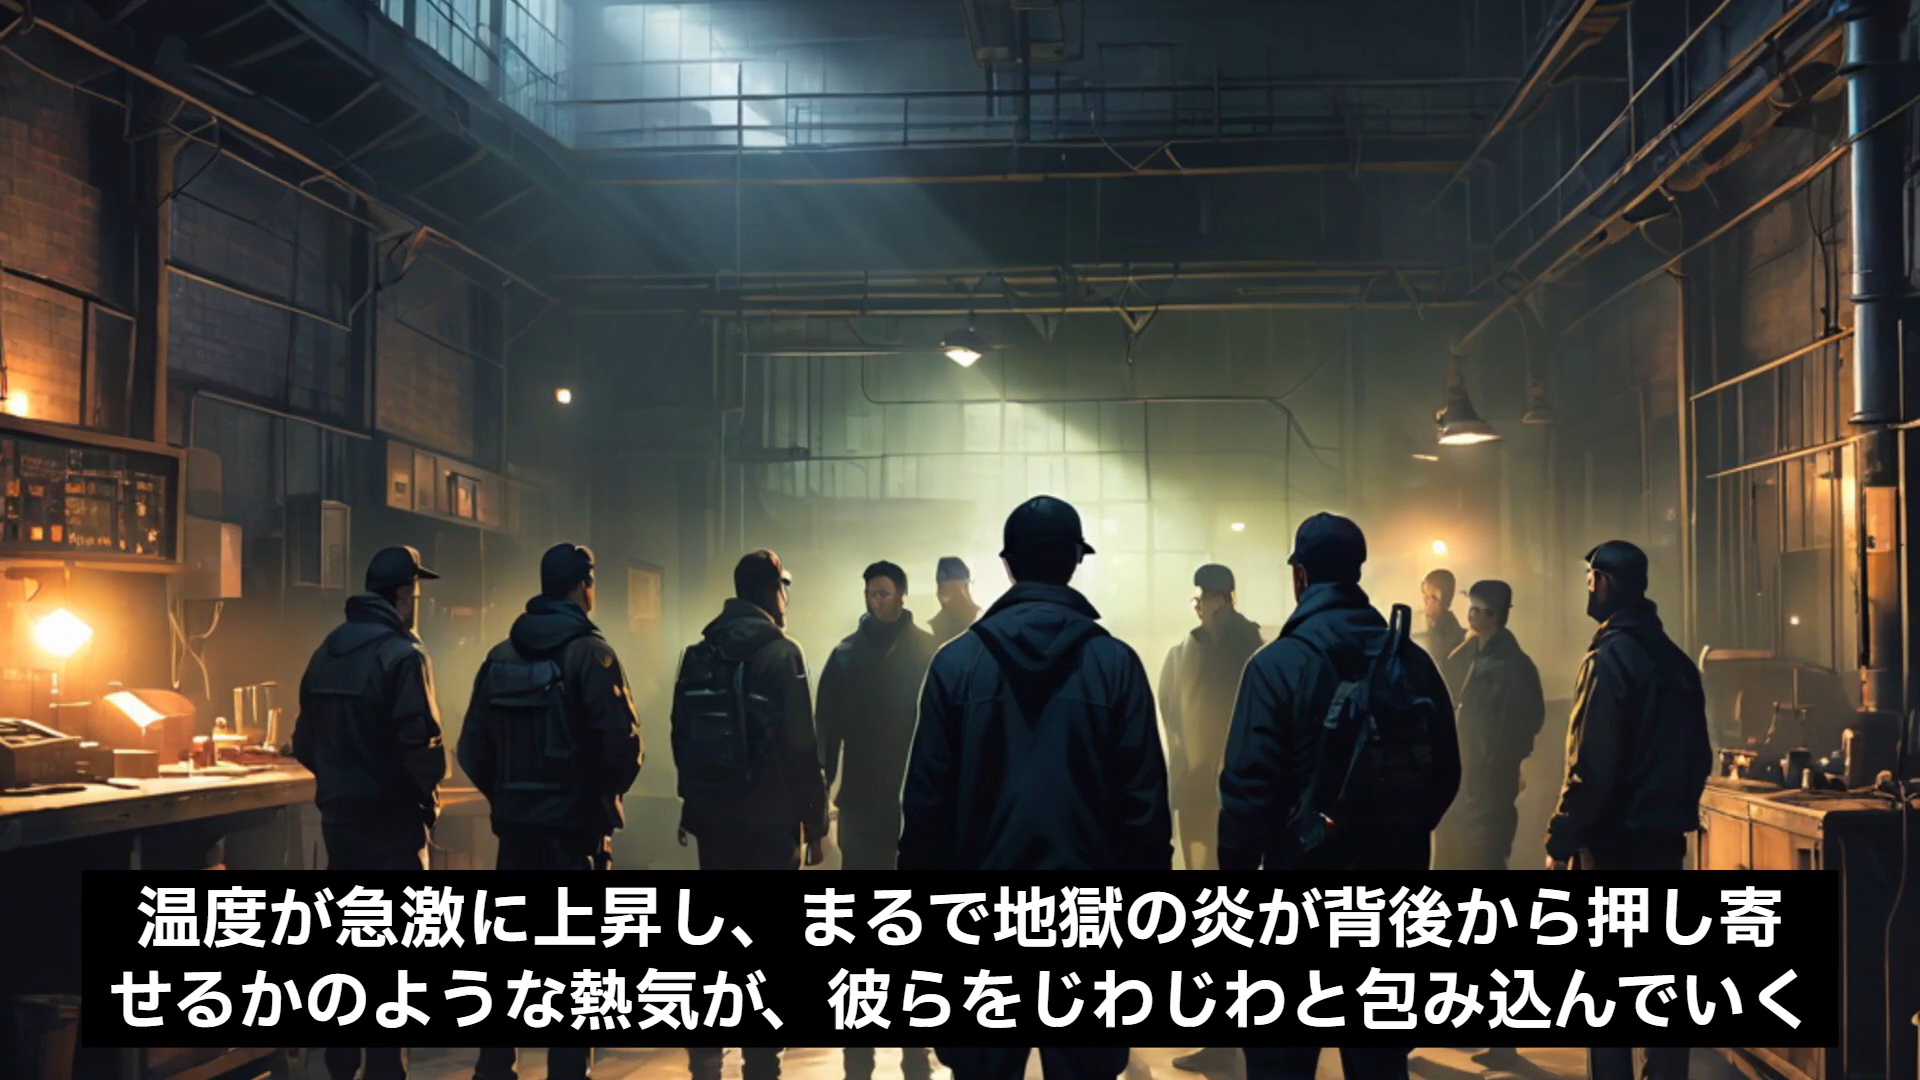 温度が急激に上昇し、まるで地獄の炎が背後から押し寄
せるかのような熱気が、彼らをじわじわと包み込んでいく